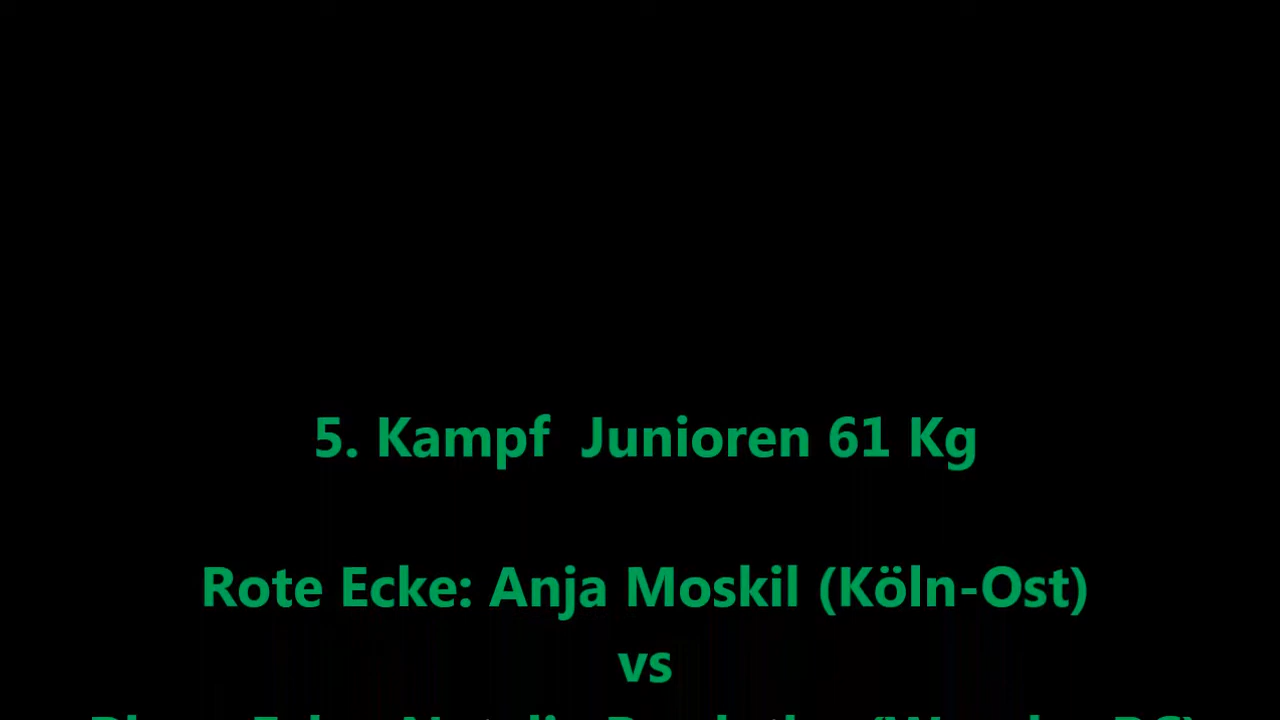 5. Kampf  Junioren 61 Kg
Rote Ecke: Anja Moskil (Köln-Ost)
vs